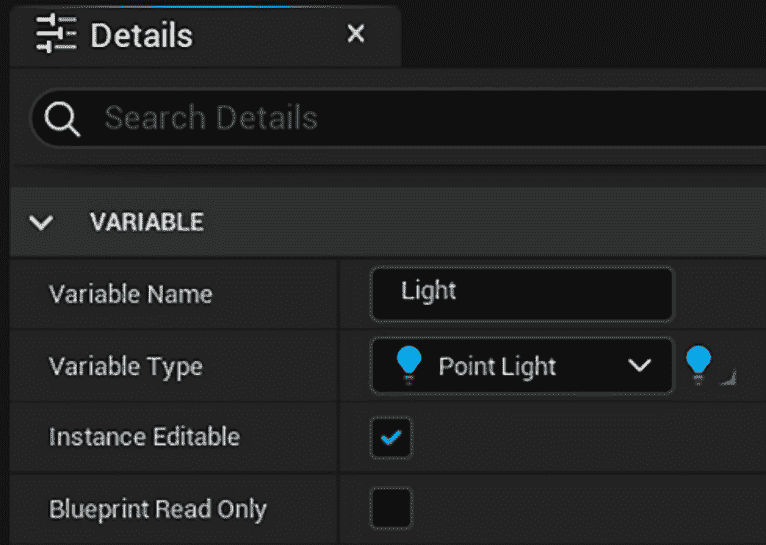 Details
Search Details
VARIABLE
Variable Name Light
Variable Type Point Light
Instance Editable
Blueprint Read Only